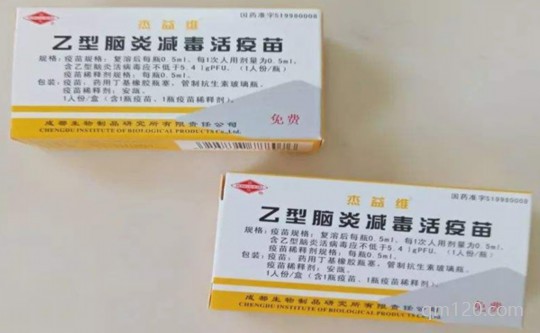 国药准字S19980008
杰益维
乙型脑炎减毒活疫苗
规格：疫苗规格：复溶后每瓶0.5ml，每1次人用剂量为0.5ml，
含乙型脑炎活病毒应不低于5.4 lgPFU。（1人份/瓶）
疫苗稀释剂规格：每瓶0.5ml。
包装：疫苗，药用丁基橡胶瓶塞，管制抗生素玻璃瓶。
疫苗稀释剂，安瓿。
1人份/盒（含1瓶疫苗、1瓶疫苗稀释剂）
免费
成都生物制品研究所有限责任公司
CHENGDU INSTITUTE OF BIOLOGICAL PRODUCTS Co.,Ltd.
杰益维
国药准字S19980008
乙型脑炎减毒活疫苗
规格：疫苗规格：复溶后每瓶0.5ml，每1次人用剂量为0.5ml，
含乙型脑炎活病毒应不低于5.4 lgPFU。（1人份/瓶）
疫苗稀释剂规格：每瓶0.5ml。
包装：疫苗，药用丁基橡胶瓶塞，管制抗生素玻璃瓶。
疫苗稀释剂，安瓿。
1人份/盒（含1瓶疫苗、1瓶疫苗稀释剂）
免费
成都生物制品研究所有限责任公司
CHENGDU INSTITUTE OF BIOLOGICAL PRODUCTS Co.,Ltd.
qm120.com